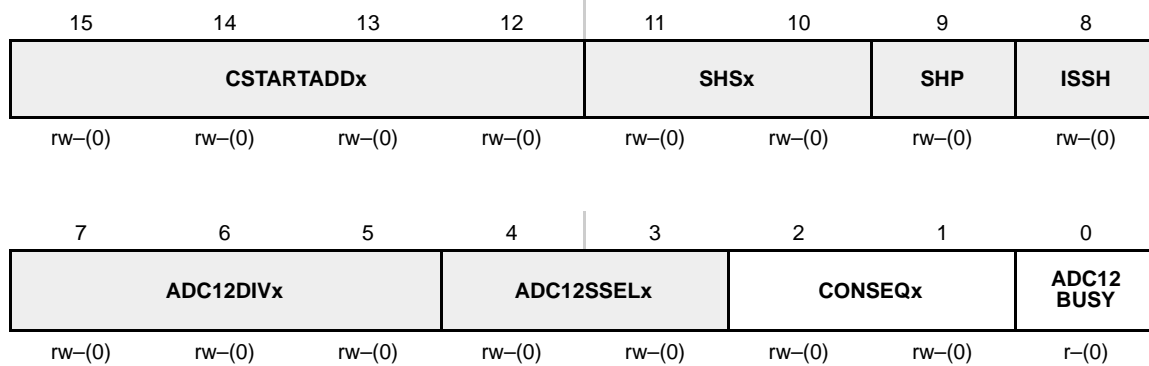 15 14 13 12 11 10 9 8
CSTARTADDx SHSx SHP ISSH
rw–(0) rw–(0) rw–(0) rw–(0) rw–(0) rw–(0) rw–(0) rw–(0)
7 6 5 4 3 2 1 0
ADC12DIVx ADC12SSELx CONSEQx ADC12
BUSY
rw–(0) rw–(0) rw–(0) rw–(0) rw–(0) rw–(0) rw–(0) r–(0)